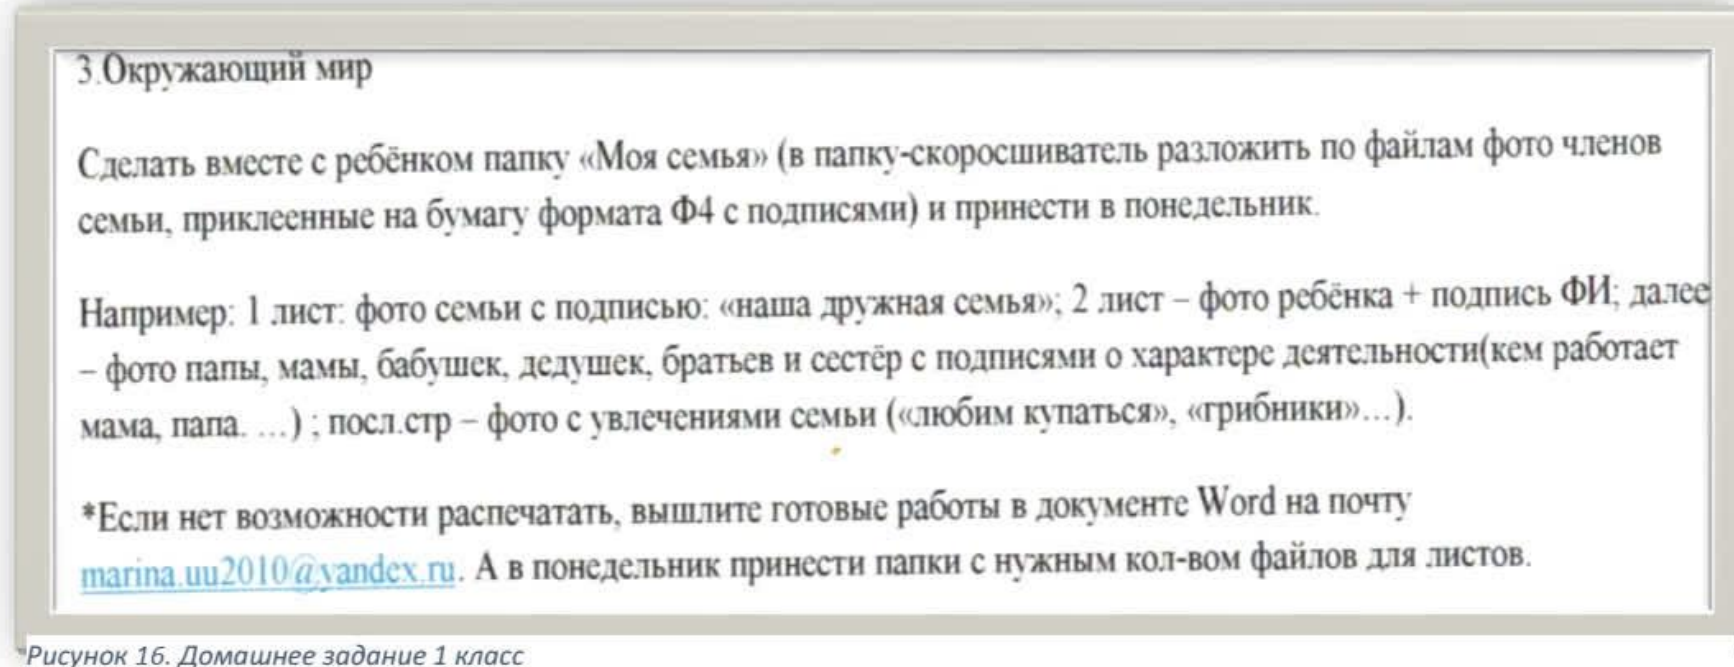 3.Окружающий мир
Сделать вместе с ребёнком папку «Моя семья» (в папку-скоросшиватель разложить по файлам фото членов
семьи, приклеенные на бумагу формата Ф4 с подписями) и принести в понедельник.
Например: 1 лист: фото семьи с подписью: «наша дружная семья»; 2 лист – фото ребёнка + подпись ФИ; далее
– фото папы, мамы, бабушек, дедушек, братьев и сестёр с подписями о характере деятельности(кем работает
мама, папа. …) ; посл.стр – фото с увлечениями семьи («любим купаться», «грибники»…).
*Если нет возможности распечатать, вышлите готовые работы в документе Word на почту
marina.uu2010@yandex.ru. А в понедельник принести папки с нужным кол-вом файлов для листов.
Рисунок 16. Домашнее задание 1 класс